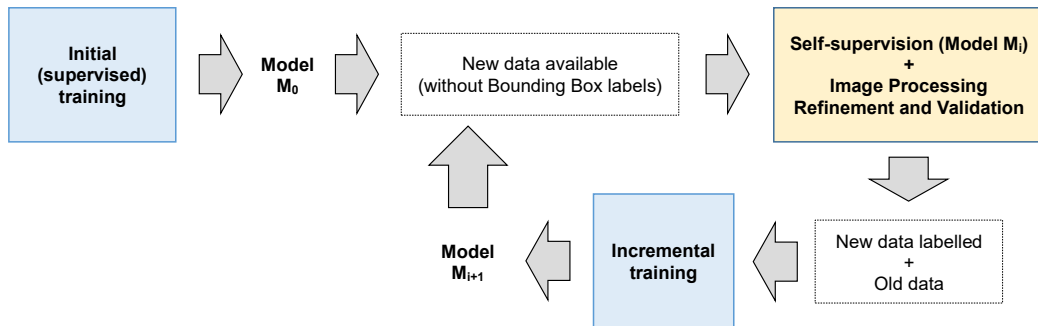 Initial
(supervised)
training
Model
M₀
New data available
(without Bounding Box labels)
Self-supervision (Model Mᵢ)
+
Image Processing
Refinement and Validation
New data labelled
+
Old data
Incremental
training
Model
Mᵢ₊₁